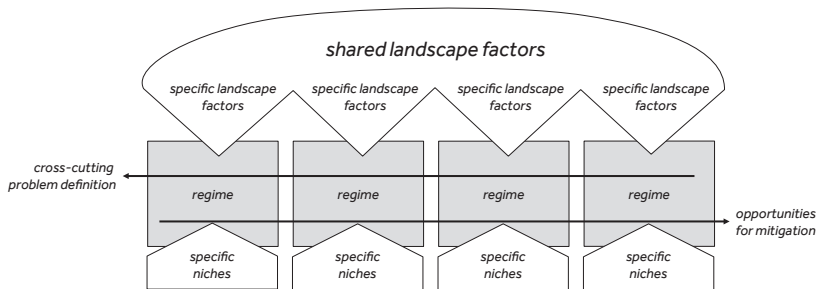 shared landscape factors
specific landscape
factors
specific landscape
factors
specific landscape
factors
specific landscape
factors
cross-cutting
problem definition
regime
regime
regime
regime
opportunities
for mitigation
specific
niches
specific
niches
specific
niches
specific
niches